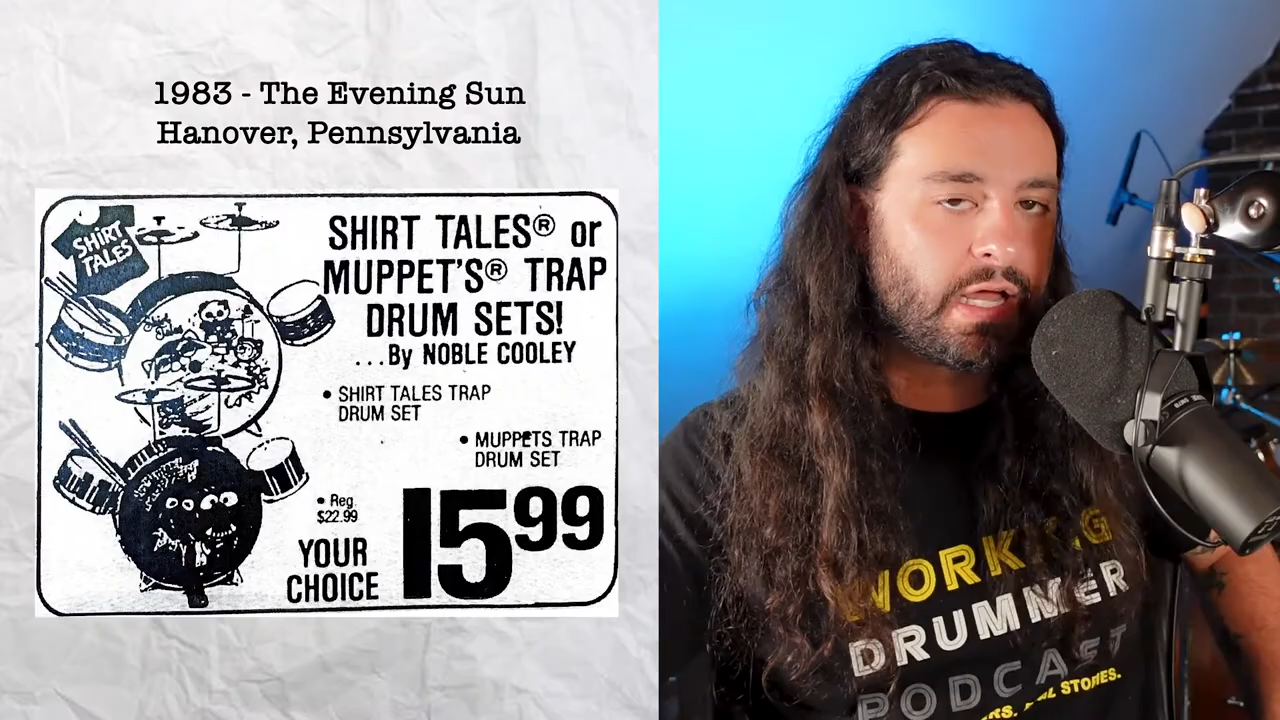 1983 - The Evening Sun
Hanover, Pennsylvania
SHIRT
TALES
SHIRT TALES® or
MUPPET'S® TRAP
DRUM SETS!
...By NOBLE COOLEY
• SHIRT TALES TRAP
DRUM SET
• MUPPETS TRAP
DRUM SET
• Reg.
$22.99
YOUR
CHOICE
15 99
WORKING
DRUMMER
PODCAST
STORIES.